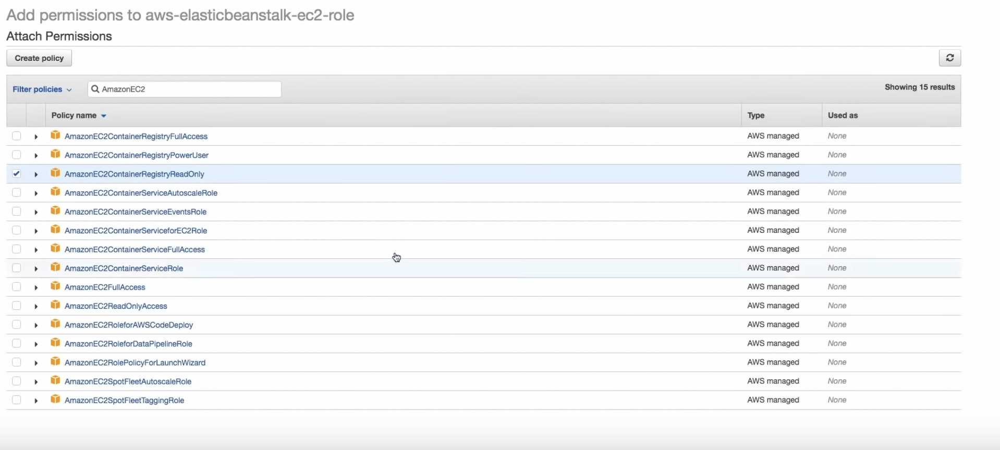 Add permissions to aws-elasticbeanstalk-ec2-role
Attach Permissions
Create policy
Filter policies AmazonEC2 Showing 15 results
Policy name Type Used as
AmazonEC2ContainerRegistryFullAccess AWS managed None
AmazonEC2ContainerRegistryPowerUser AWS managed None
AmazonEC2ContainerRegistryReadOnly AWS managed None
AmazonEC2ContainerServiceAutoscaleRole AWS managed None
AmazonEC2ContainerServiceEventsRole AWS managed None
AmazonEC2ContainerServiceforEC2Role AWS managed None
AmazonEC2ContainerServiceFullAccess AWS managed None
AmazonEC2ContainerServiceRole AWS managed None
AmazonEC2FullAccess AWS managed None
AmazonEC2ReadOnlyAccess AWS managed None
AmazonEC2RoleforAWSCodeDeploy AWS managed None
AmazonEC2RoleforDataPipelineRole AWS managed None
AmazonEC2RolePolicyForLaunchWizard AWS managed None
AmazonEC2SpotFleetAutoscaleRole AWS managed None
AmazonEC2SpotFleetTaggingRole AWS managed None